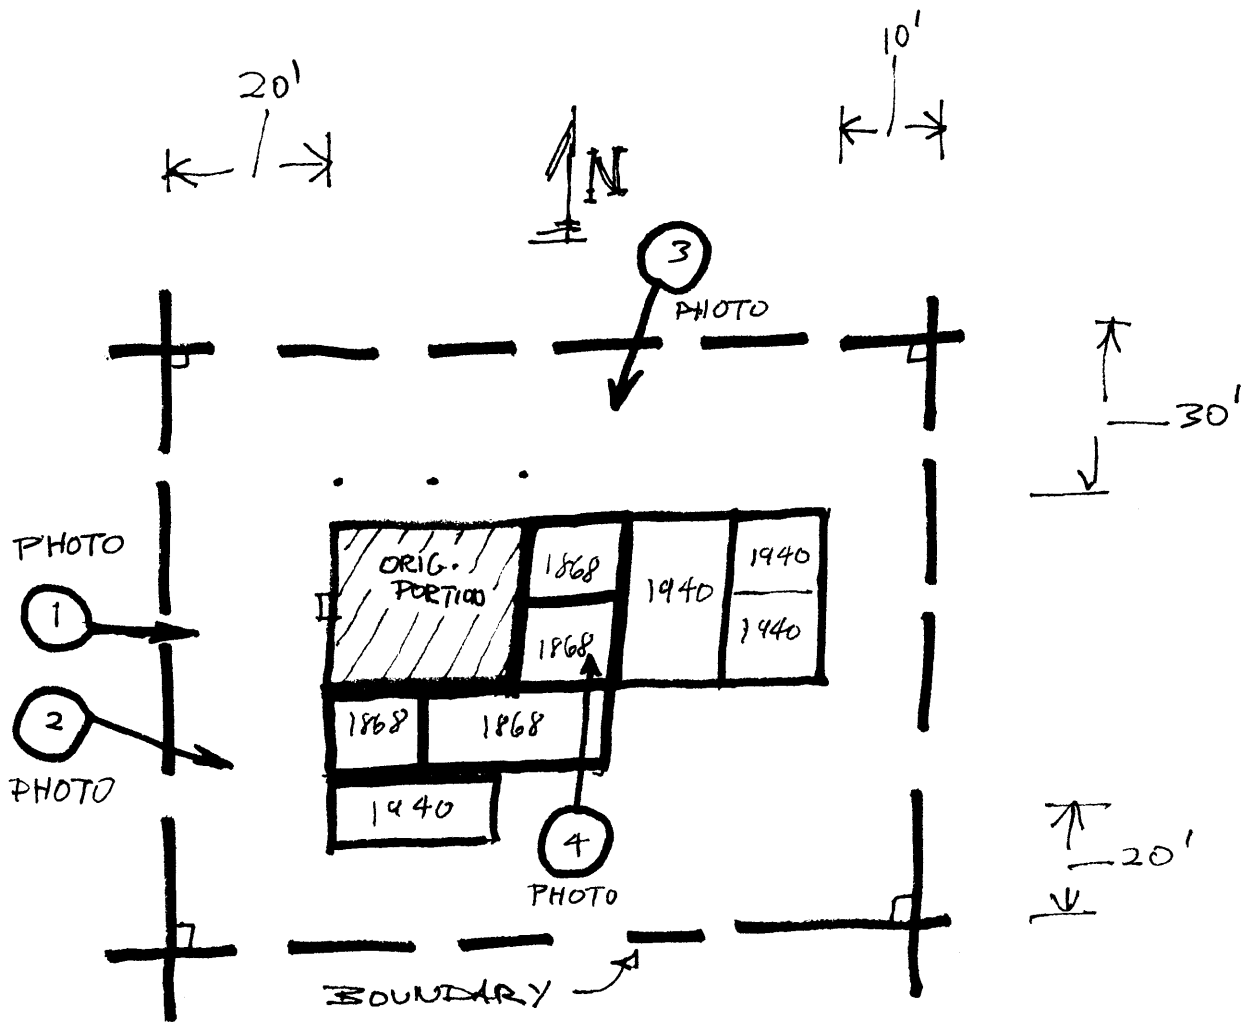 10'
20'
N
3
PHOTO
30'
PHOTO
1
ORIG.
PORTION
1868
1868
1940
1940
1940
2
PHOTO
1868
1868
1940
4
PHOTO
20'
BOUNDARY